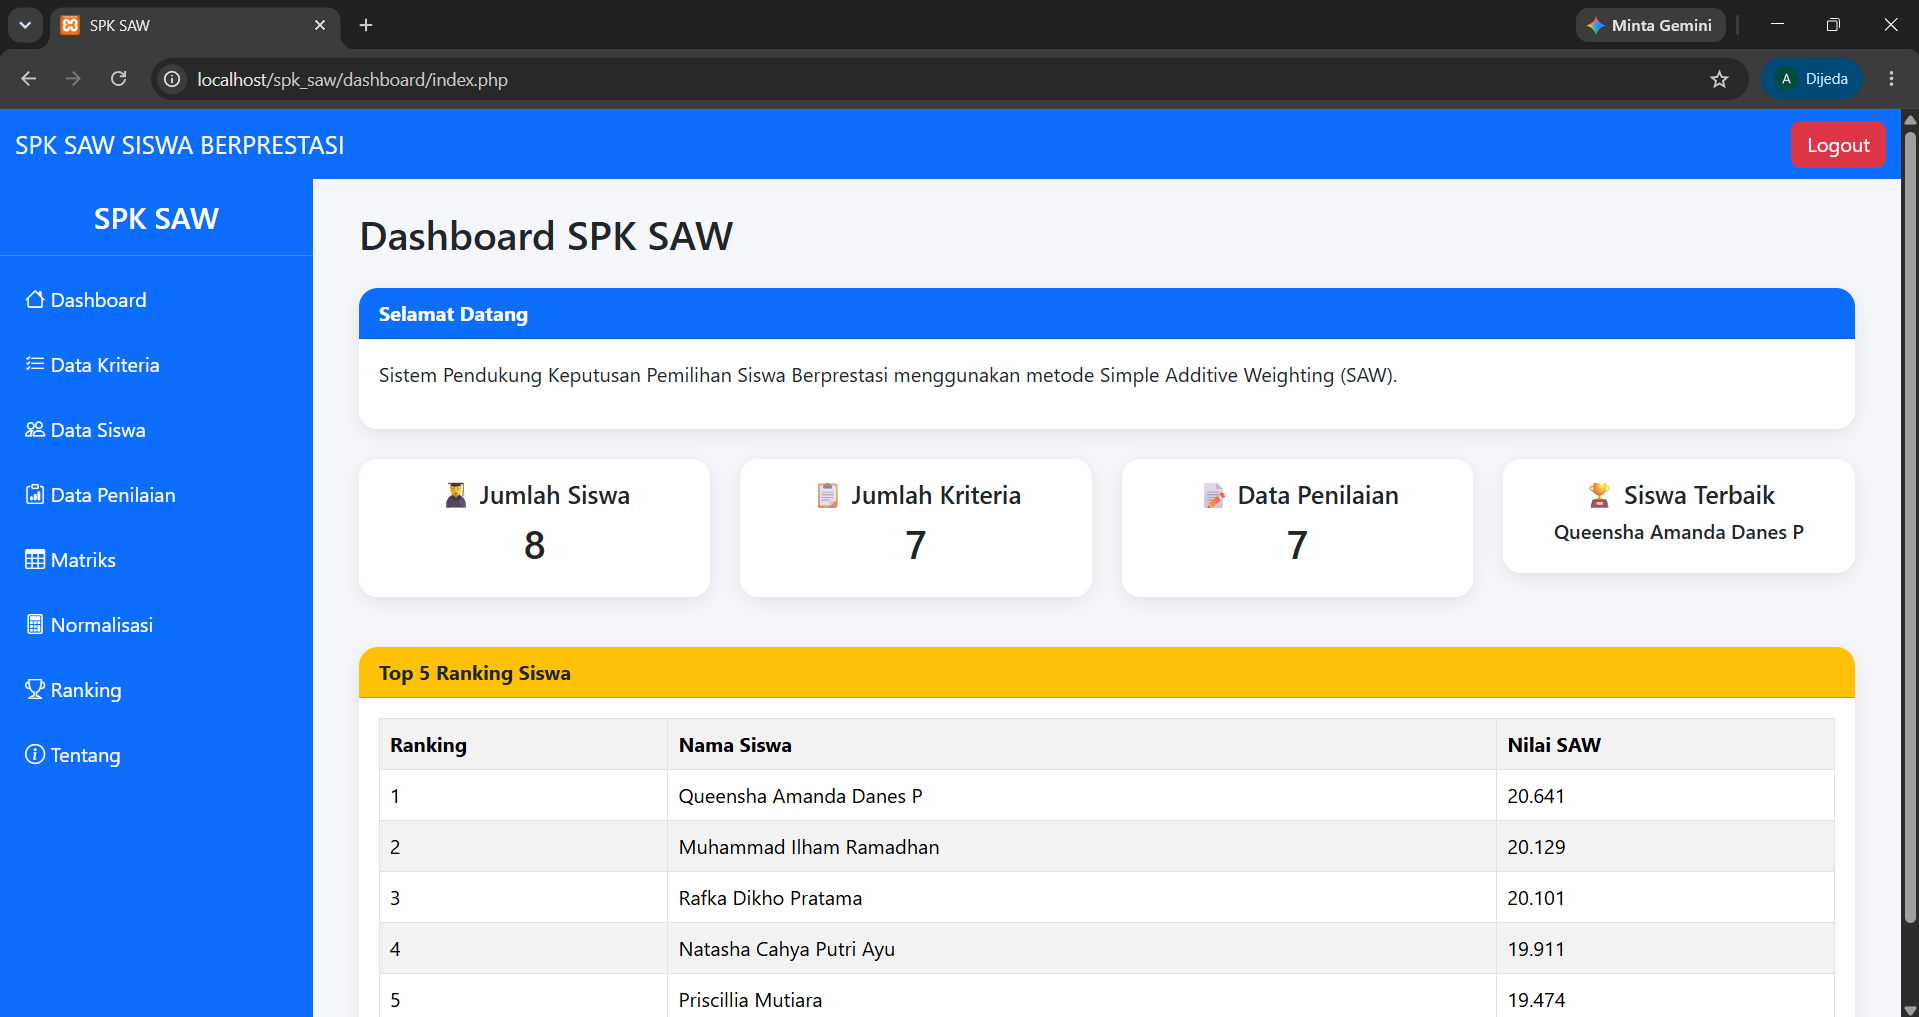 SPK SAW
Minta Gemini
localhost/spk_saw/dashboard/index.php
A Dijeda
SPK SAW SISWA BERPRESTASI
Logout
SPK SAW
Dashboard
Data Kriteria
Data Siswa
Data Penilaian
Matriks
Normalisasi
Ranking
Tentang
Dashboard SPK SAW
Selamat Datang
Sistem Pendukung Keputusan Pemilihan Siswa Berprestasi menggunakan metode Simple Additive Weighting (SAW).
Jumlah Siswa
8
Jumlah Kriteria
7
Data Penilaian
7
Siswa Terbaik
Queensha Amanda Danes P
Top 5 Ranking Siswa
Ranking Nama Siswa Nilai SAW
1 Queensha Amanda Danes P 20.641
2 Muhammad Ilham Ramadhan 20.129
3 Rafka Dikho Pratama 20.101
4 Natasha Cahya Putri Ayu 19.911
5 Priscillia Mutiara 19.474